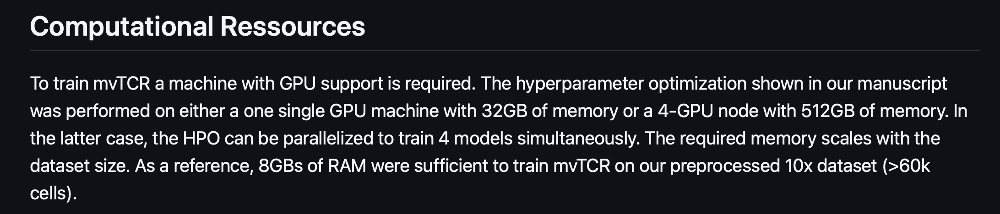 Computational Ressources
To train mvTCR a machine with GPU support is required. The hyperparameter optimization shown in our manuscript
was performed on either a one single GPU machine with 32GB of memory or a 4-GPU node with 512GB of memory. In
the latter case, the HPO can be parallelized to train 4 models simultaneously. The required memory scales with the
dataset size. As a reference, 8GBs of RAM were sufficient to train mvTCR on our preprocessed 10x dataset (>60k
cells).